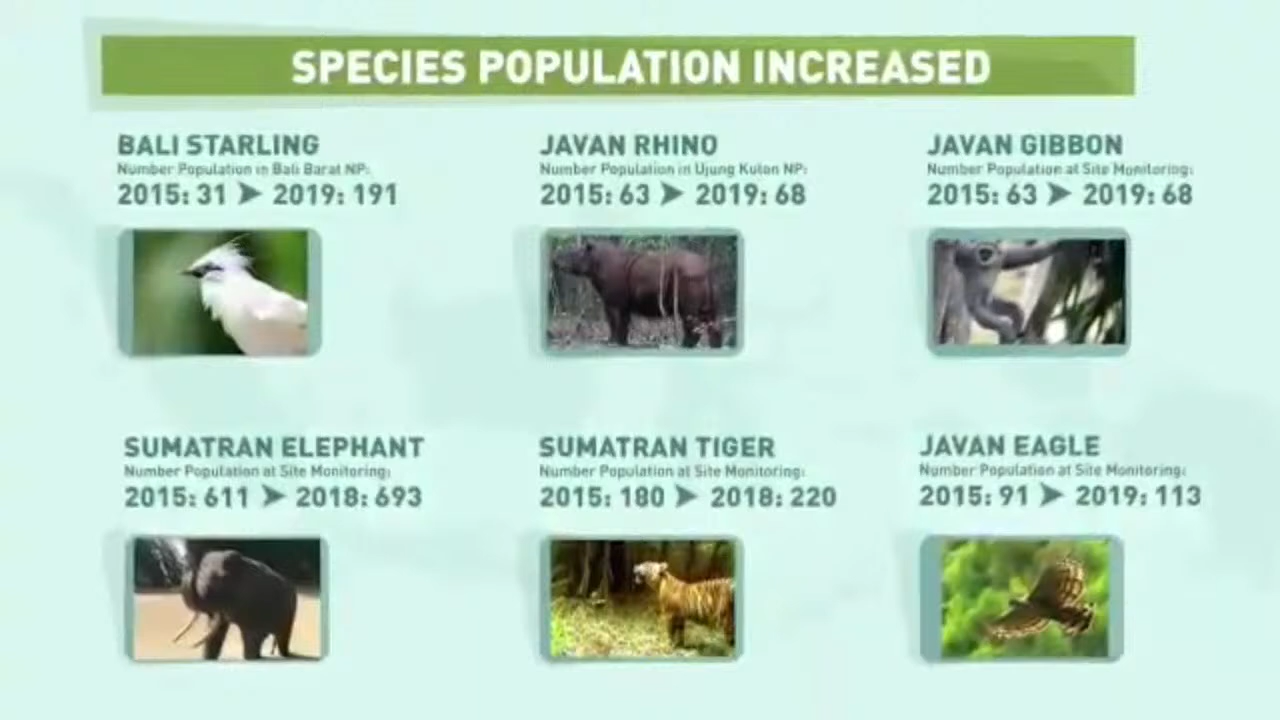 SPECIES POPULATION INCREASED
BALI STARLING
Number Population in Bali Barat NP:
2015: 31 ➤ 2019: 191
JAVAN RHINO
Number Population in Ujung Kulon NP:
2015: 63 ➤ 2019: 68
JAVAN GIBBON
Number Population at Site Monitoring:
2015: 63 ➤ 2019: 68
SUMATRAN ELEPHANT
Number Population at Site Monitoring:
2015: 611 ➤ 2018: 693
SUMATRAN TIGER
Number Population at Site Monitoring:
2015: 180 ➤ 2018: 220
JAVAN EAGLE
Number Population at Site Monitoring:
2015: 91 ➤ 2019: 113